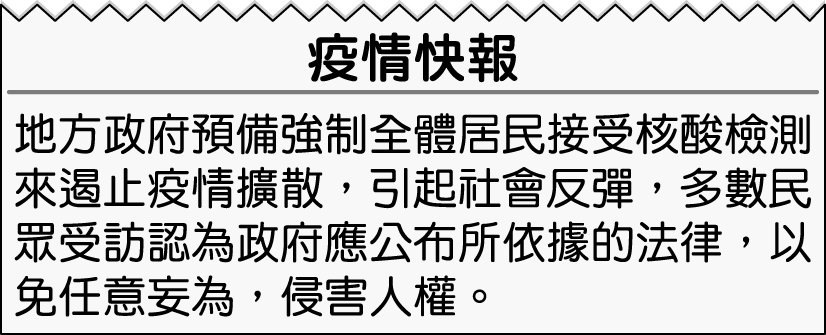 疫情快報
地方政府預備強制全體居民接受核酸檢測
來遏止疫情擴散，引起社會反彈，多數民
眾受訪認為政府應公布所依據的法律，以
免任意妄為，侵害人權。